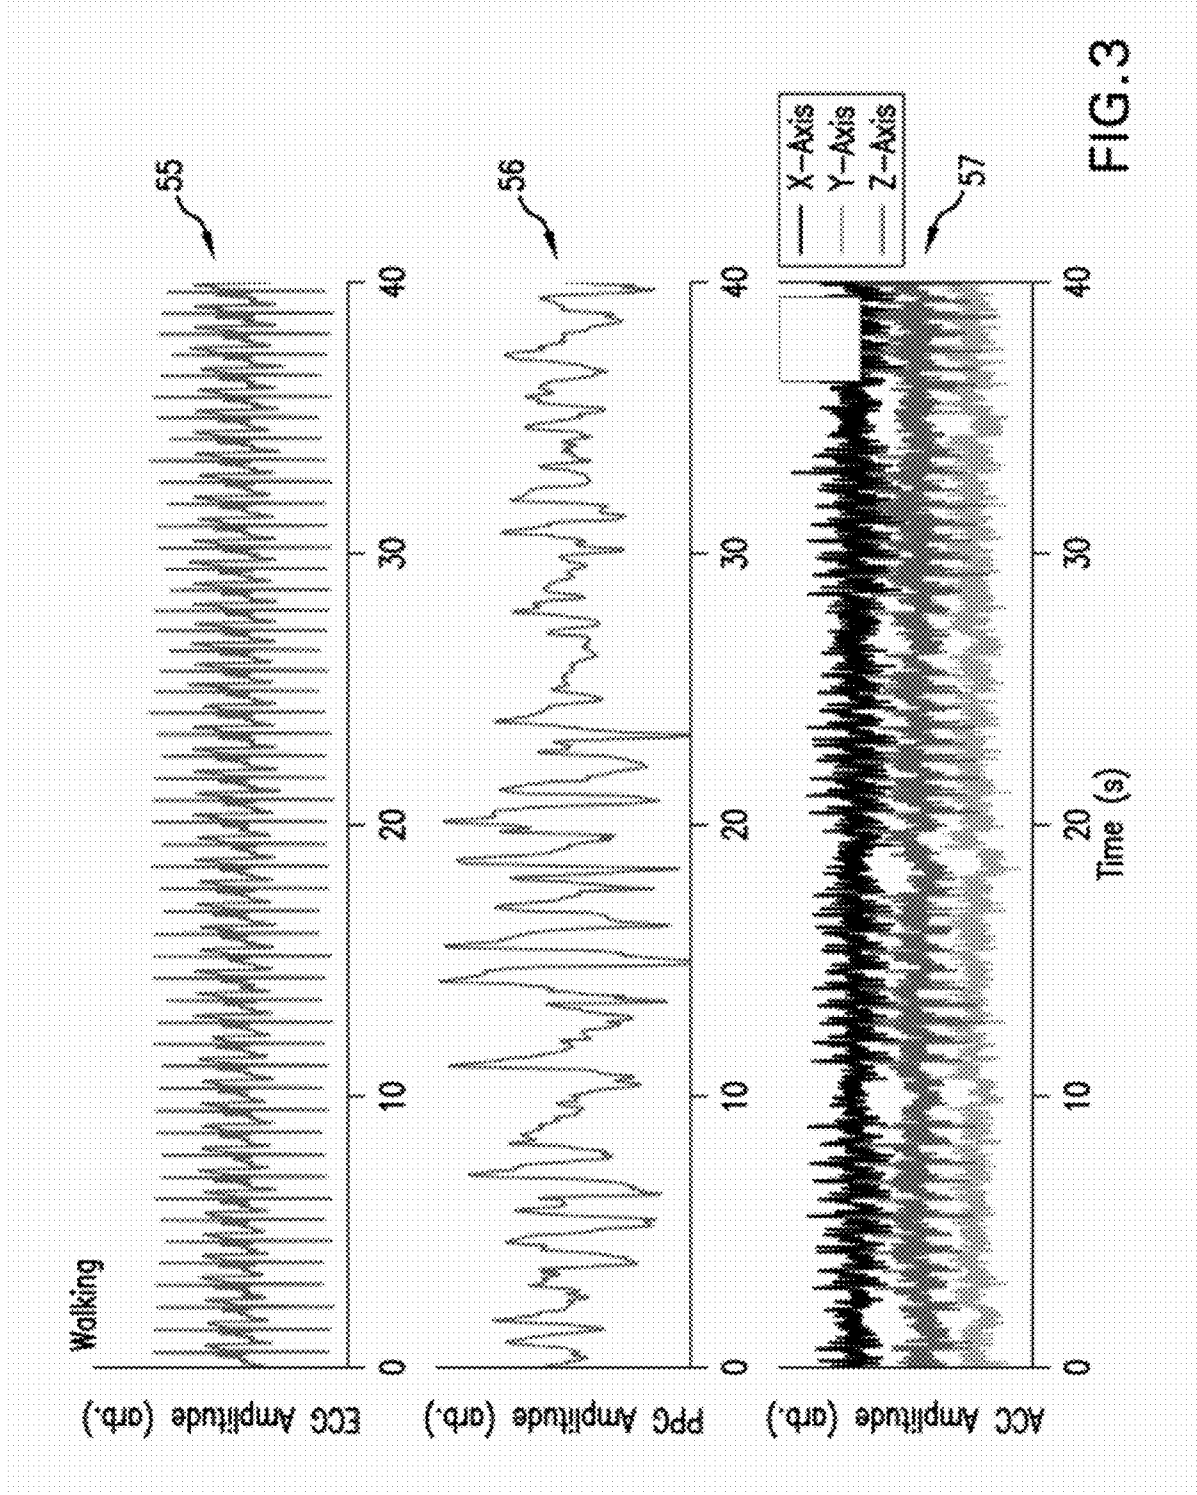 Walking
ECG Amplitude (arb.)
0
10
20
30
40
55
PPG Amplitude (arb.)
0
10
20
30
40
56
ACC Amplitude (arb.)
0
10
20
30
40
Time (s)
X-Axis
Y-Axis
Z-Axis
57
FIG.3